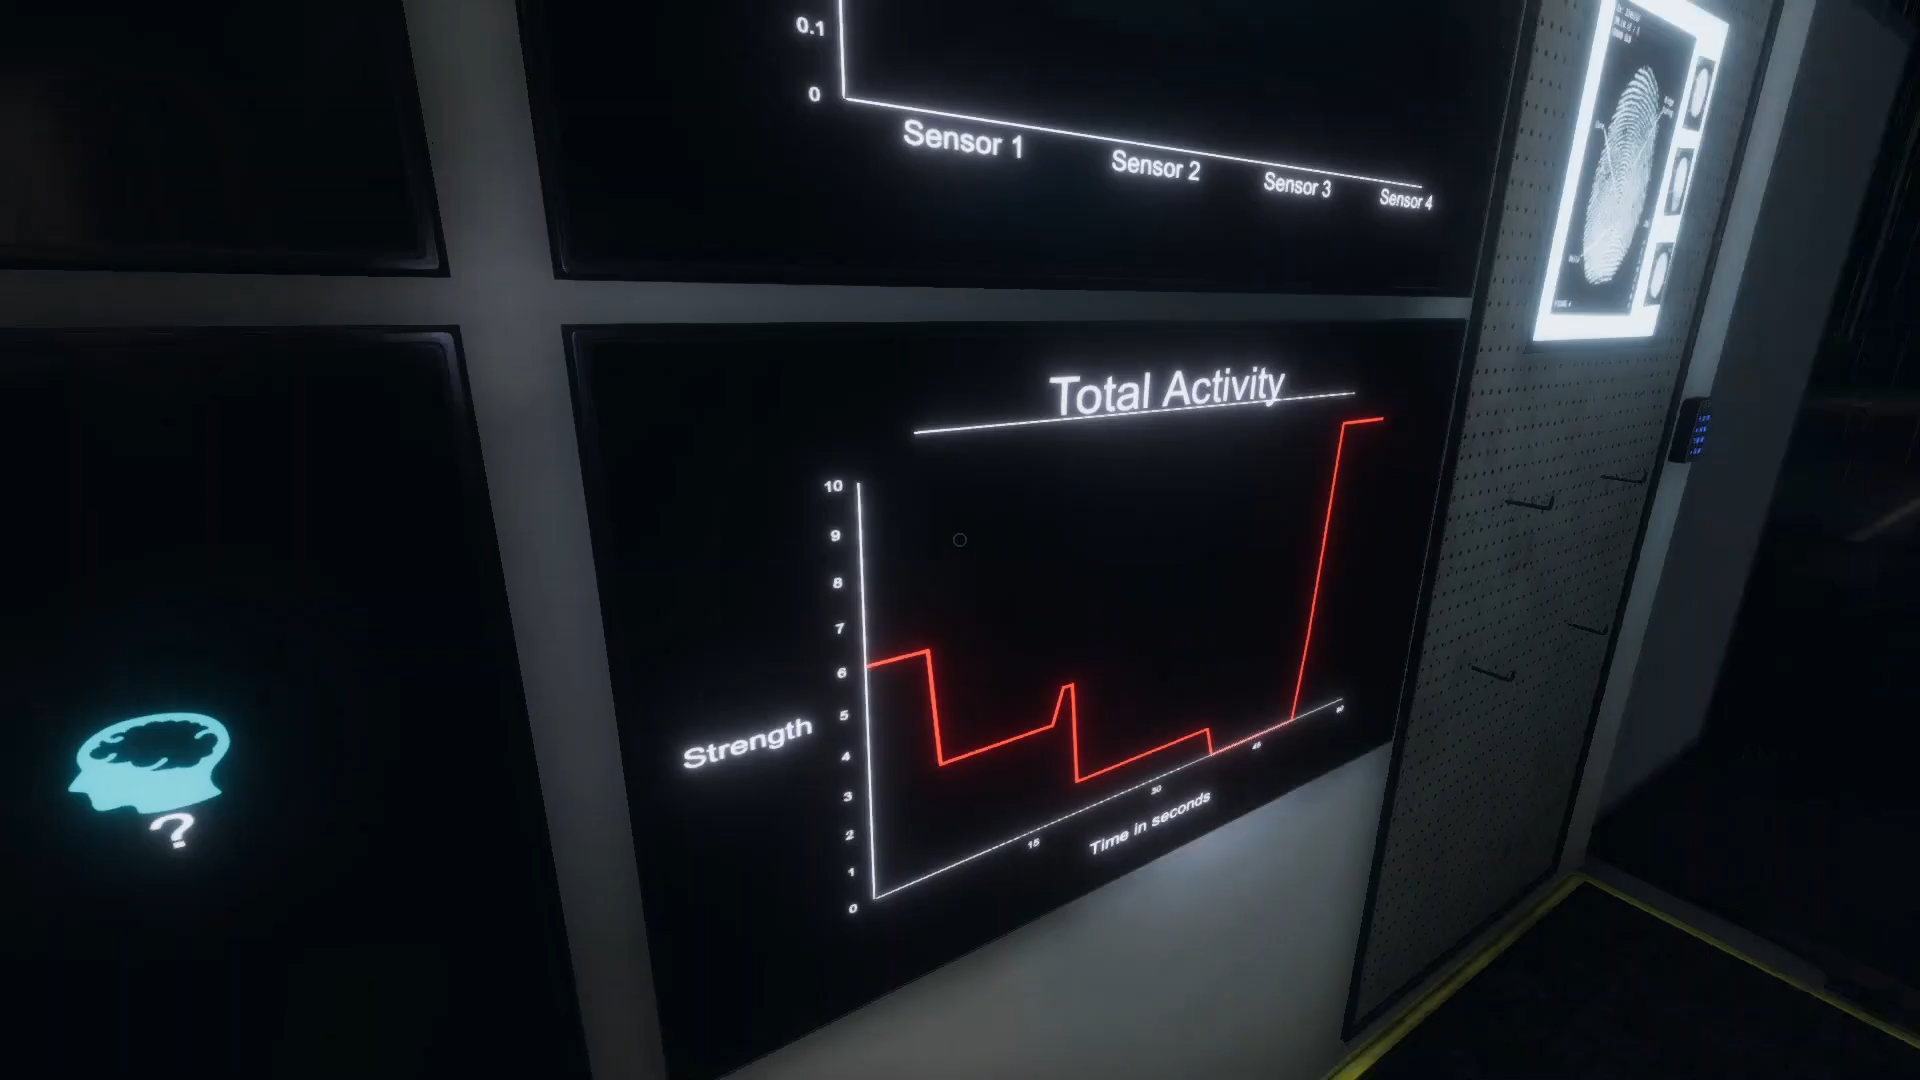 0.1
0
Sensor 1
Sensor 2
Sensor 3
Sensor 4
Total Activity
10
9
8
7
6
5
4
3
2
1
0
Strength
15
30
45
60
Time in seconds
?